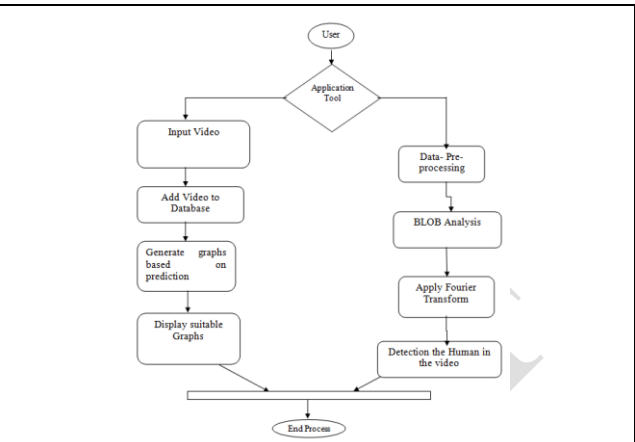 User
Application
Tool
Input Video
Add Video to
Database
Generate graphs
based on
prediction
Display suitable
Graphs
Data- Pre-
processing
BLOB Analysis
Apply Fourier
Transform
Detection the Human in
the video
End Process